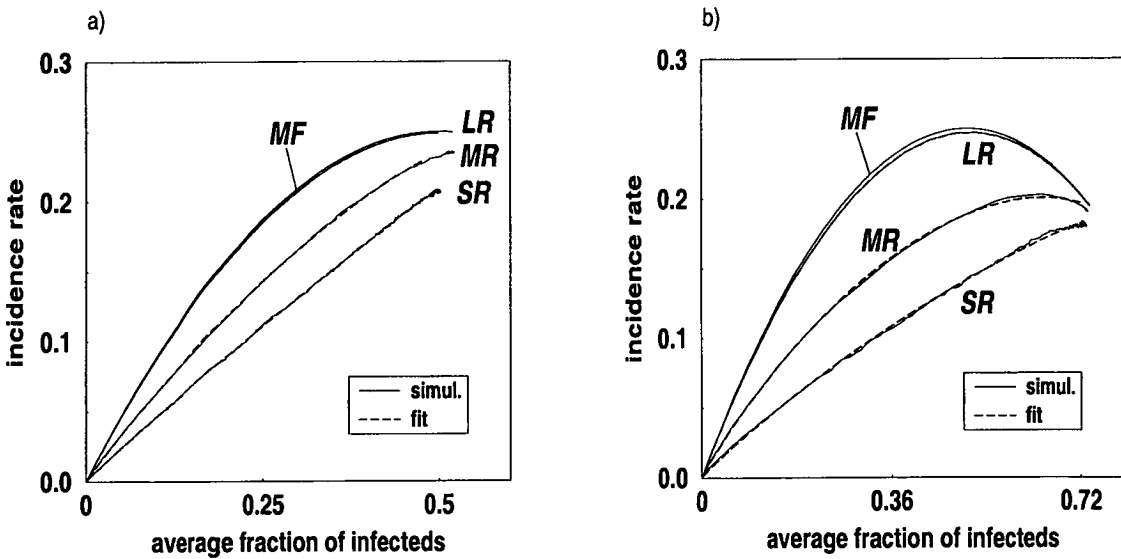 a)
0.3
0.2
0.1
0.0
incidence rate
MF
LR
MR
SR
simul.
fit
0
0.25
0.5
average fraction of infecteds
b)
0.3
0.2
0.1
0.0
incidence rate
MF
LR
MR
SR
simul.
fit
0
0.36
0.72
average fraction of infecteds